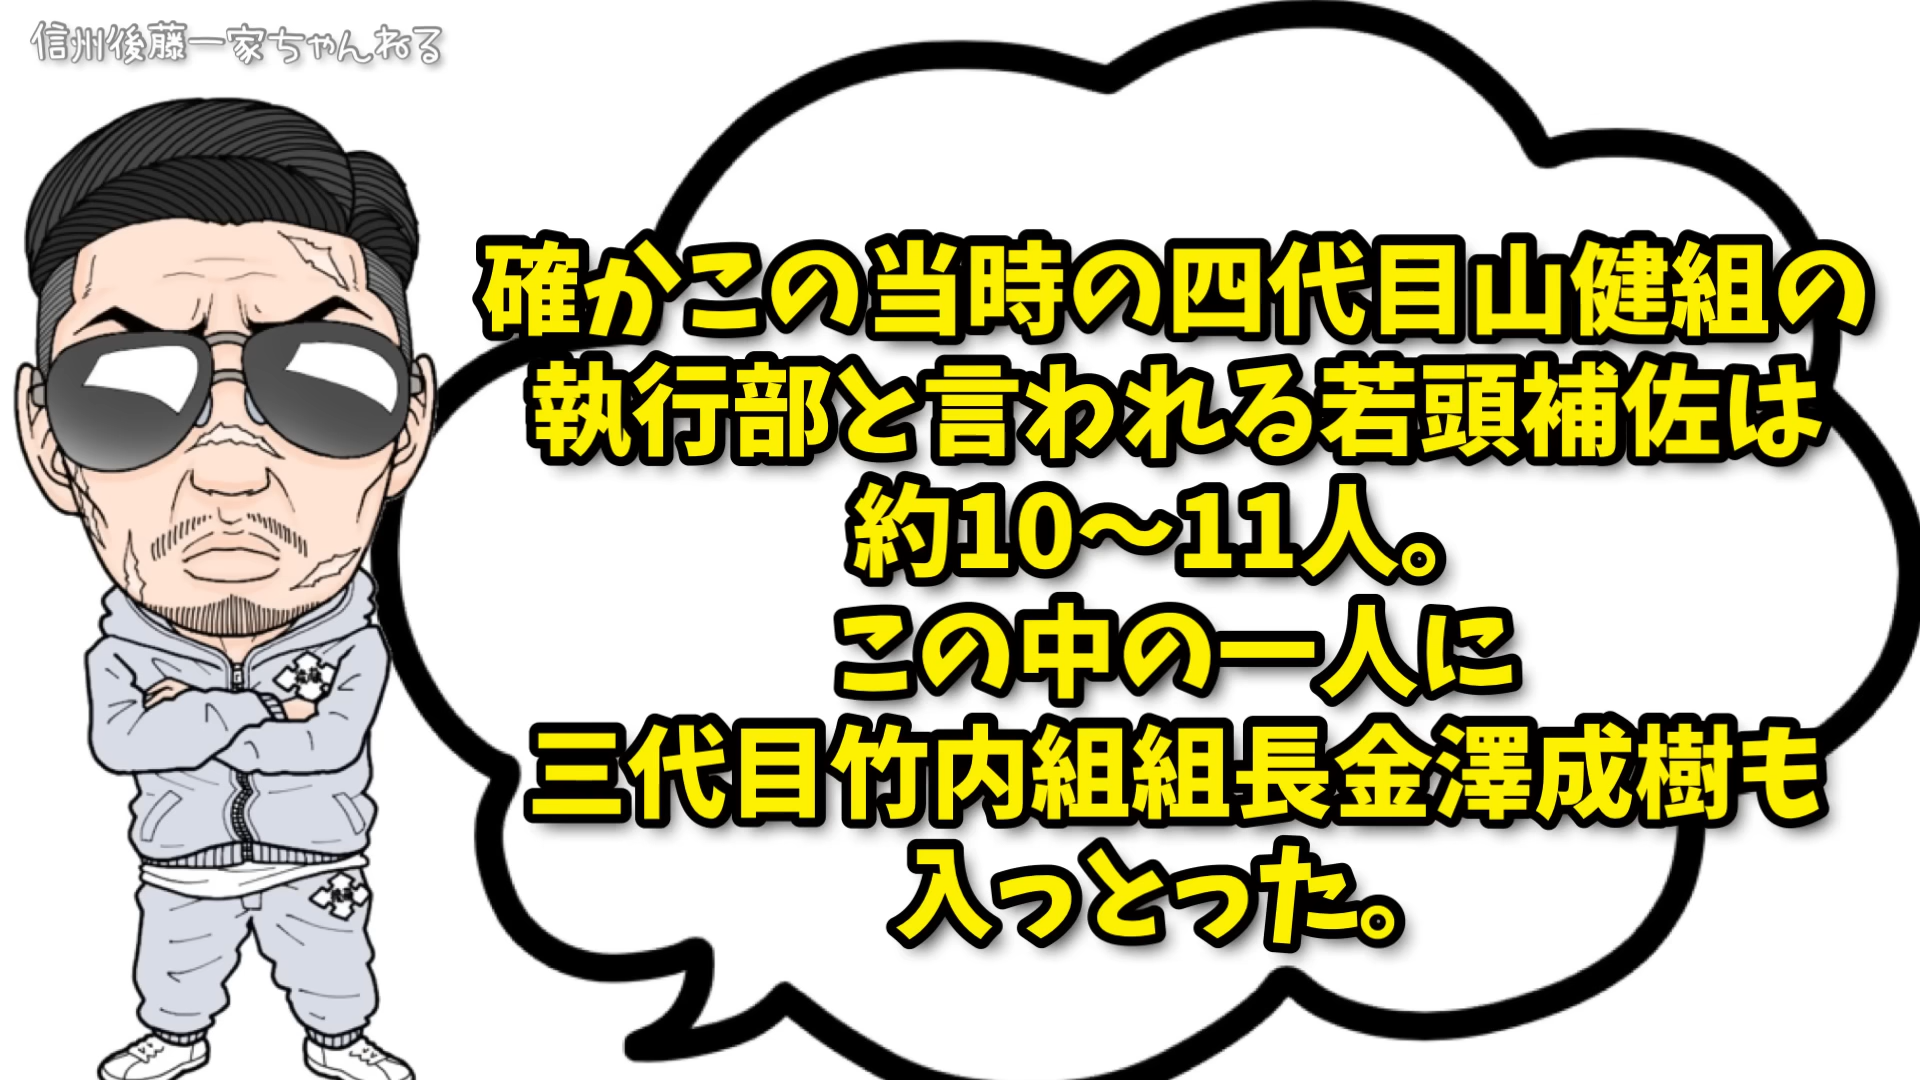 信州後藤一家ちゃんねる
確かこの当時の四代目山健組の
執行部と言われる若頭補佐は
約10～11人。
この中の一人に
三代目竹内組組長金澤成樹も
入っとった。